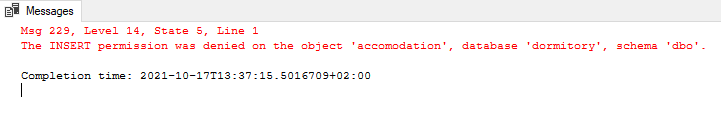 Messages
Msg 229, Level 14, State 5, Line 1
The INSERT permission was denied on the object 'accomodation', database 'dormitory', schema 'dbo'.
Completion time: 2021-10-17T13:37:15.5016709+02:00